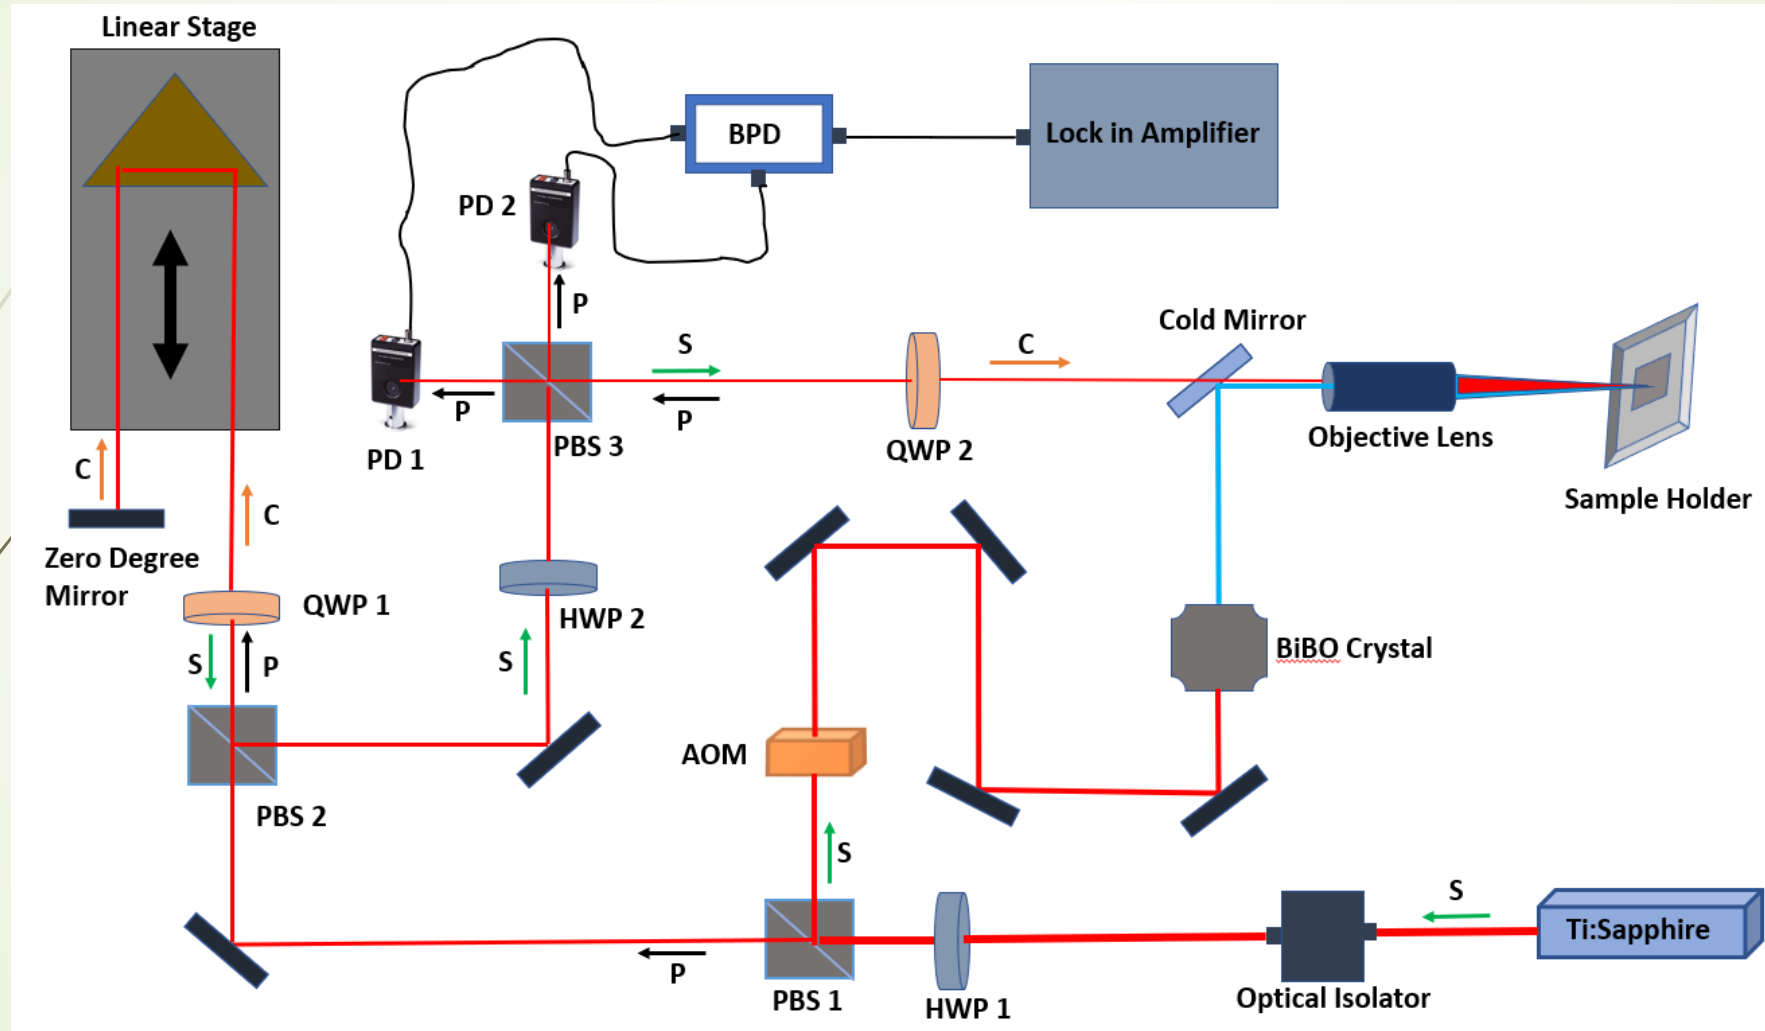 Linear Stage
BPD
Lock in Amplifier
PD 2
P
Cold Mirror
S
C
P
P
PD 1
PBS 3
QWP 2
Objective Lens
Sample Holder
C
C
Zero Degree
Mirror
QWP 1
HWP 2
S
P
S
BiBO Crystal
AOM
PBS 2
S
S
Ti:Sapphire
P
PBS 1
HWP 1
Optical Isolator